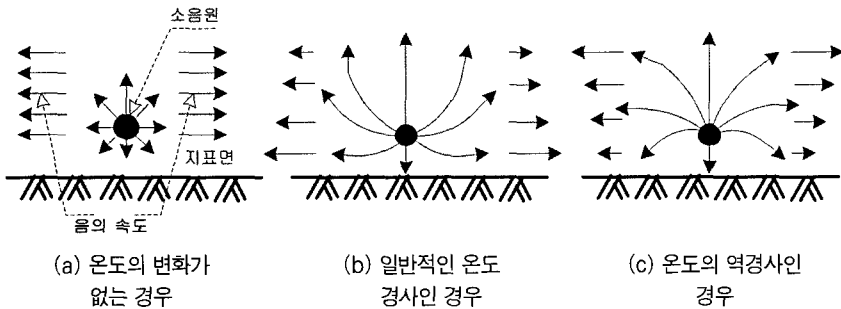 소음원
지표면
음의 속도
(a) 온도의 변화가
없는 경우
(b) 일반적인 온도
경사인 경우
(c) 온도의 역경사인
경우